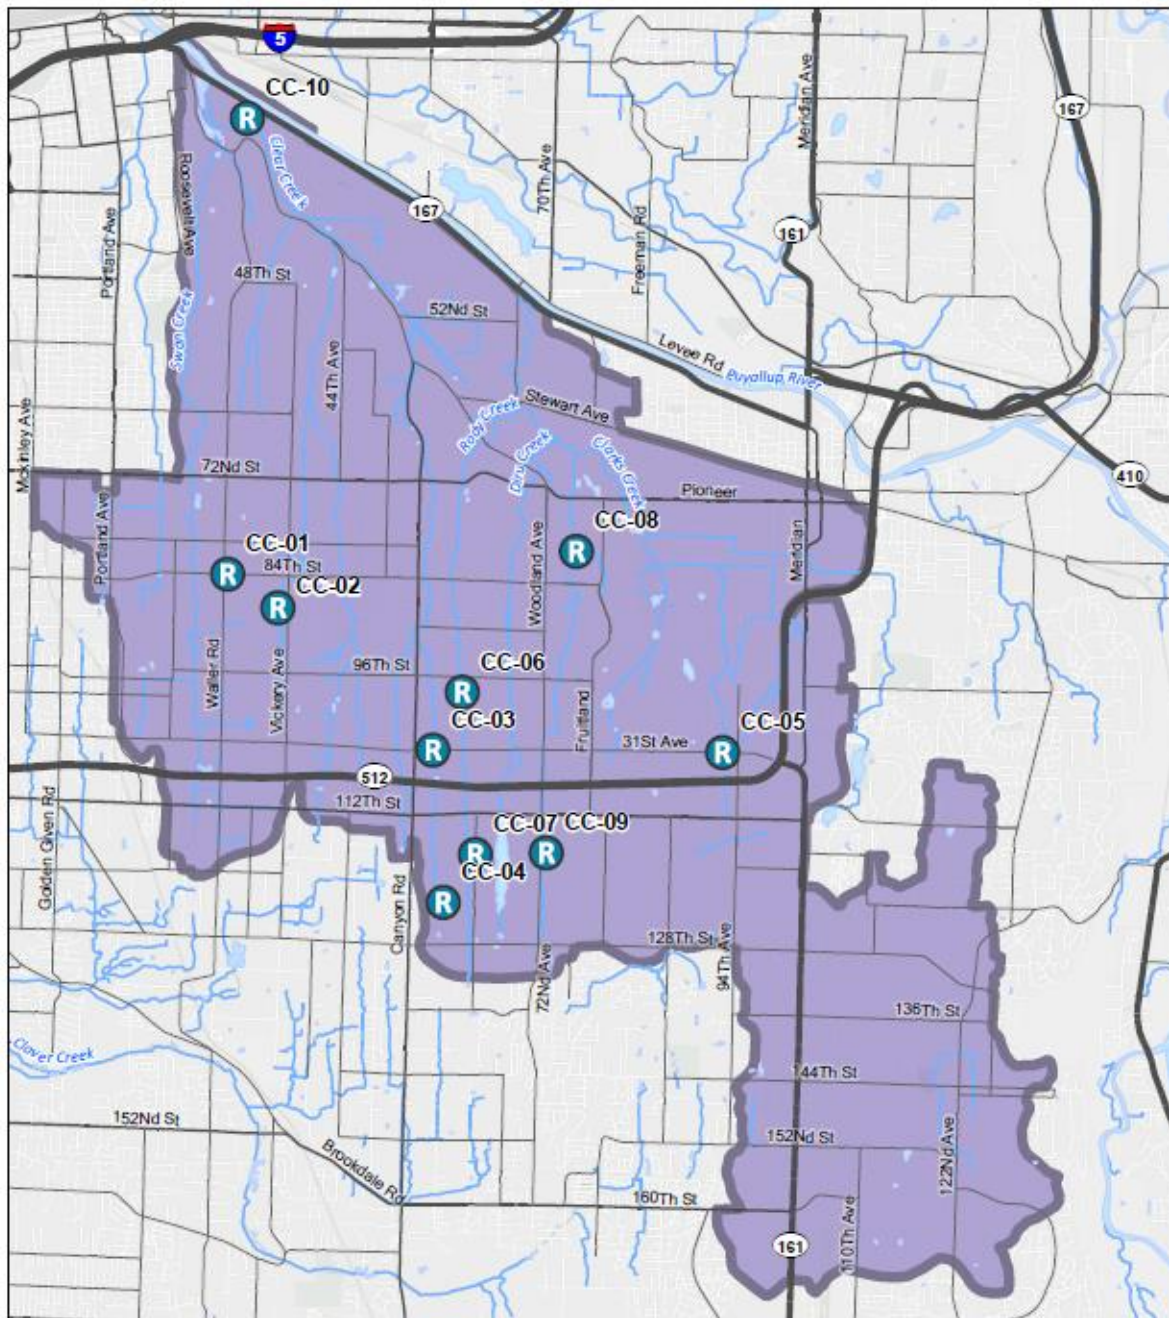 5
CC-10
R
167
Clear Creek
Roosevelt Ave
Portland Ave
167
70Th Ave
Meridian Ave
161
Freeman Rd
48Th St
52Nd St
Swan Creek
44Th Ave
Levee Rd
Puyallup River
Stewart Ave
Rody Creek
Diru Creek
Clarks Creek
Mckinley Ave
72Nd St
Pioneer
410
Portland Ave
CC-08
R
CC-01
R
84Th St
CC-02
R
Woodland Ave
Meridian
96Th St
CC-06
R
Waller Rd
Vickery Ave
CC-03
R
Fruitland
31St Ave
CC-05
R
512
112Th St
Golden Given Rd
CC-07
R
CC-09
R
CC-04
R
Canyon Rd
128Th St
94Th Ave
72Nd Ave
136Th St
Clover Creek
144Th St
152Nd St
152Nd St
122Nd Ave
Brookdale Rd
160Th St
161
110Th Ave